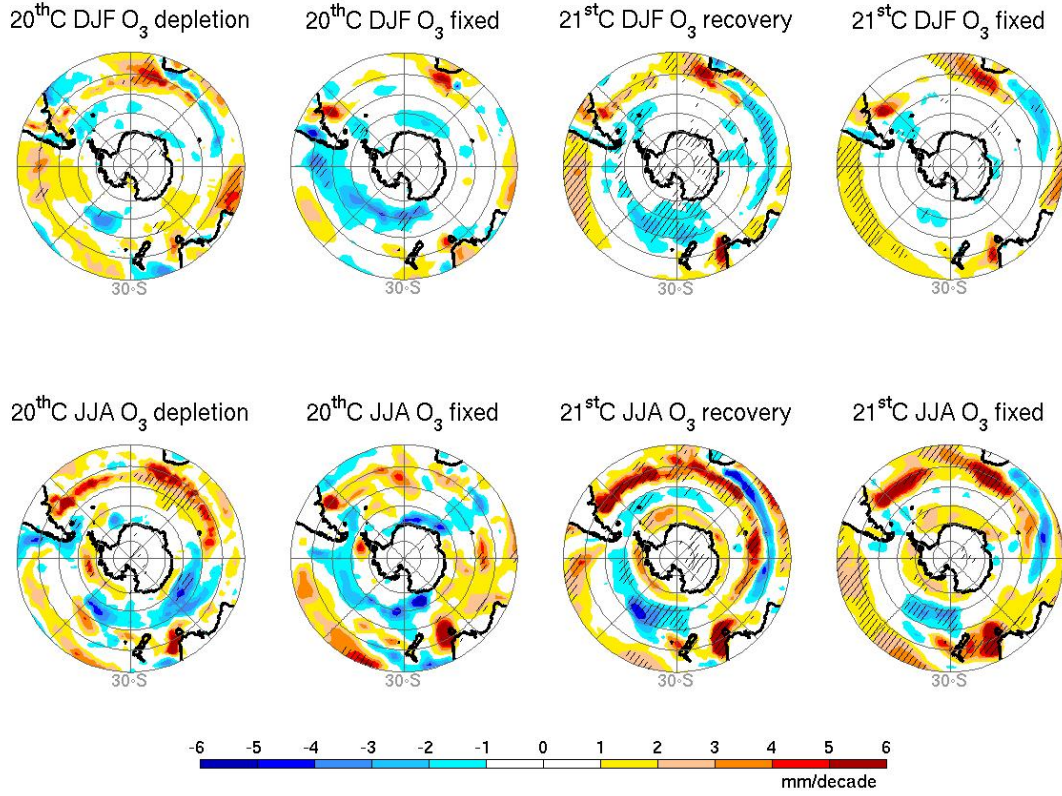 20thC DJF O3 depletion
20thC DJF O3 fixed
21stC DJF O3 recovery
21stC DJF O3 fixed
30°S
30°S
30°S
30°S
20thC JJA O3 depletion
20thC JJA O3 fixed
21stC JJA O3 recovery
21stC JJA O3 fixed
30°S
30°S
30°S
30°S
-6 -5 -4 -3 -2 -1 0 1 2 3 4 5 6
mm/decade